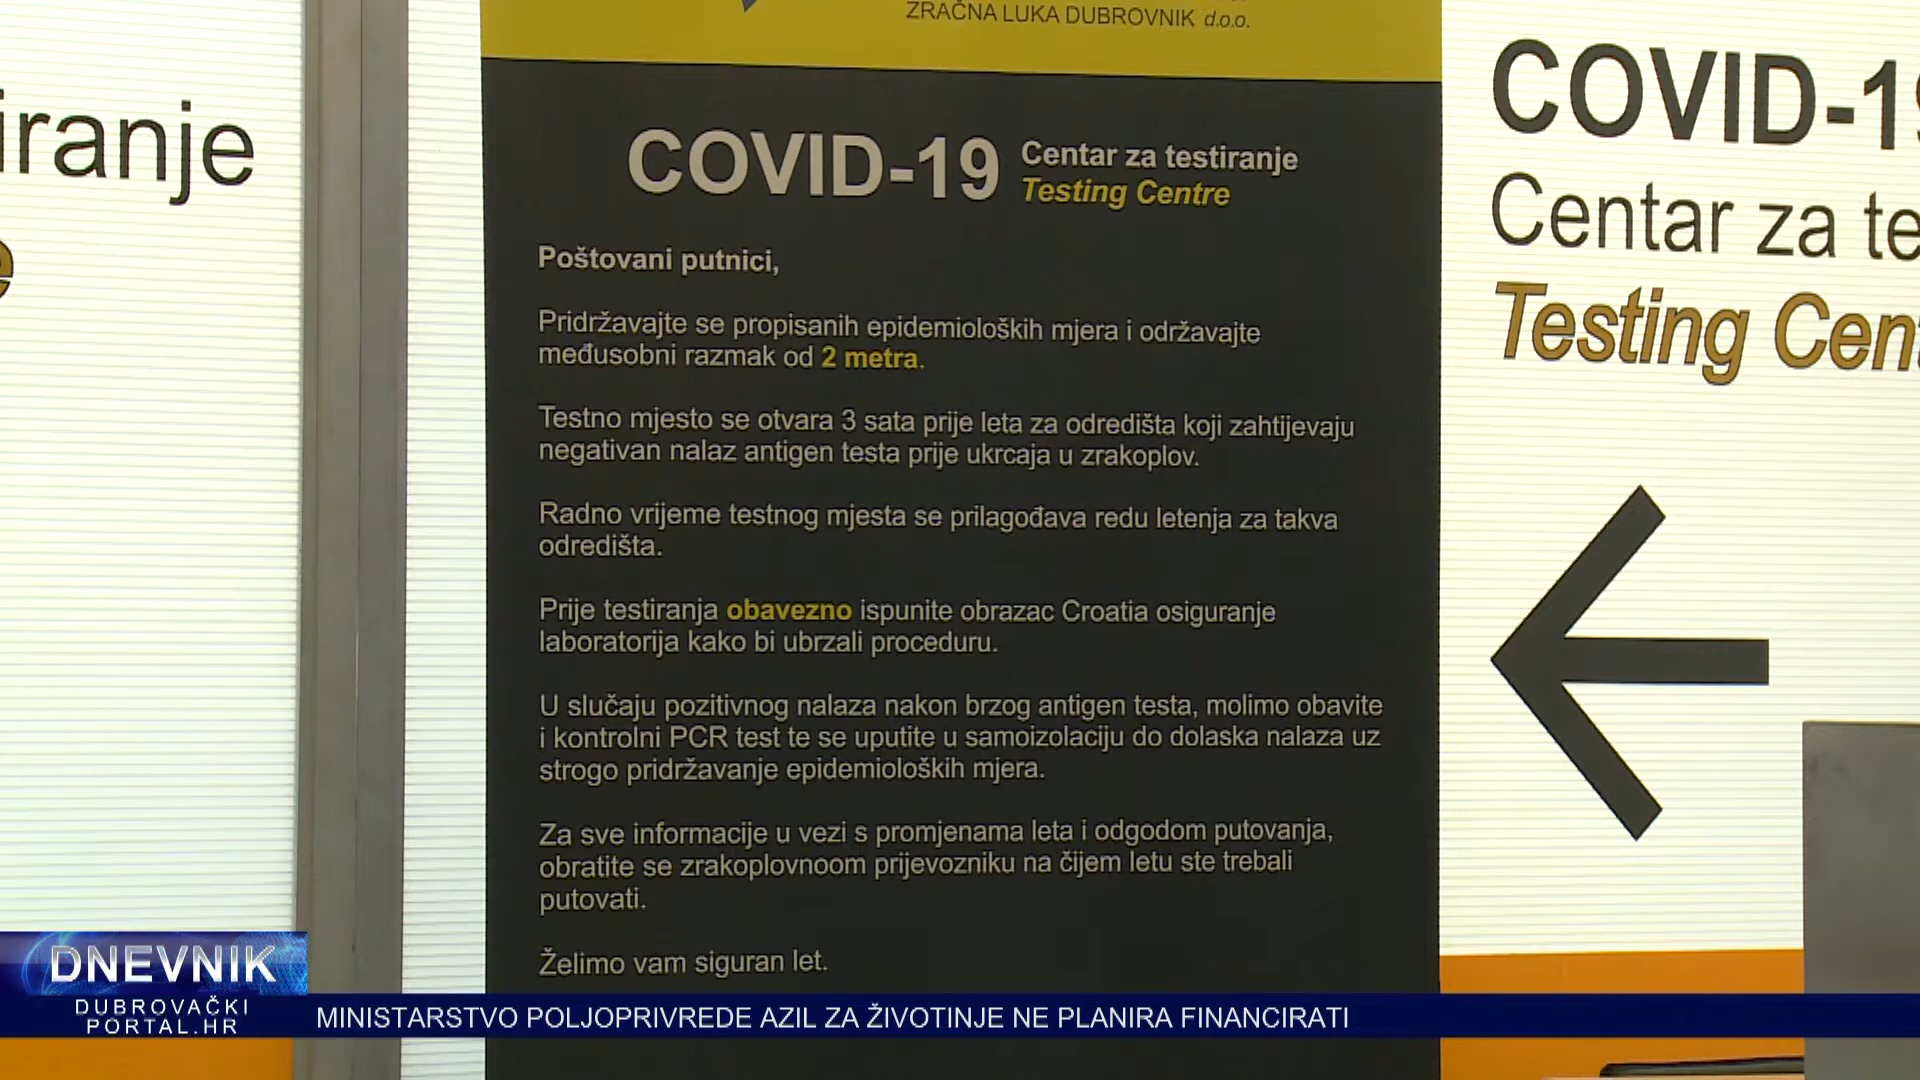 ZRAČNA LUKA DUBROVNIK d.o.o.
COVID-19
Centar za testiranje
Testing Centre
Poštovani putnici,
Pridržavajte se propisanih epidemioloških mjera i održavajte
međusobni razmak od 2 metra.
Testno mjesto se otvara 3 sata prije leta za odredišta koji zahtijevaju
negativan nalaz antigen testa prije ukrcaja u zrakoplov.
Radno vrijeme testnog mjesta se prilagođava redu letenja za takva
odredišta.
Prije testiranja obavezno ispunite obrazac Croatia osiguranje
laboratorija kako bi ubrzali proceduru.
U slučaju pozitivnog nalaza nakon brzog antigen testa, molimo obavite
i kontrolni PCR test te se uputite u samoizolaciju do dolaska nalaza uz
strogo pridržavanje epidemioloških mjera.
Za sve informacije u vezi s promjenama leta i odgodom putovanja,
obratite se zrakoplovnoom prijevozniku na čijem letu ste trebali
putovati.
Želimo vam siguran let.
iranje
e
COVID-19
Centar za te
Testing Cen
DNEVNIK
DUBROVAČKI
PORTAL.HR
MINISTARSTVO POLJOPRIVREDE AZIL ZA ŽIVOTINJE NE PLANIRA FINANCIRATI